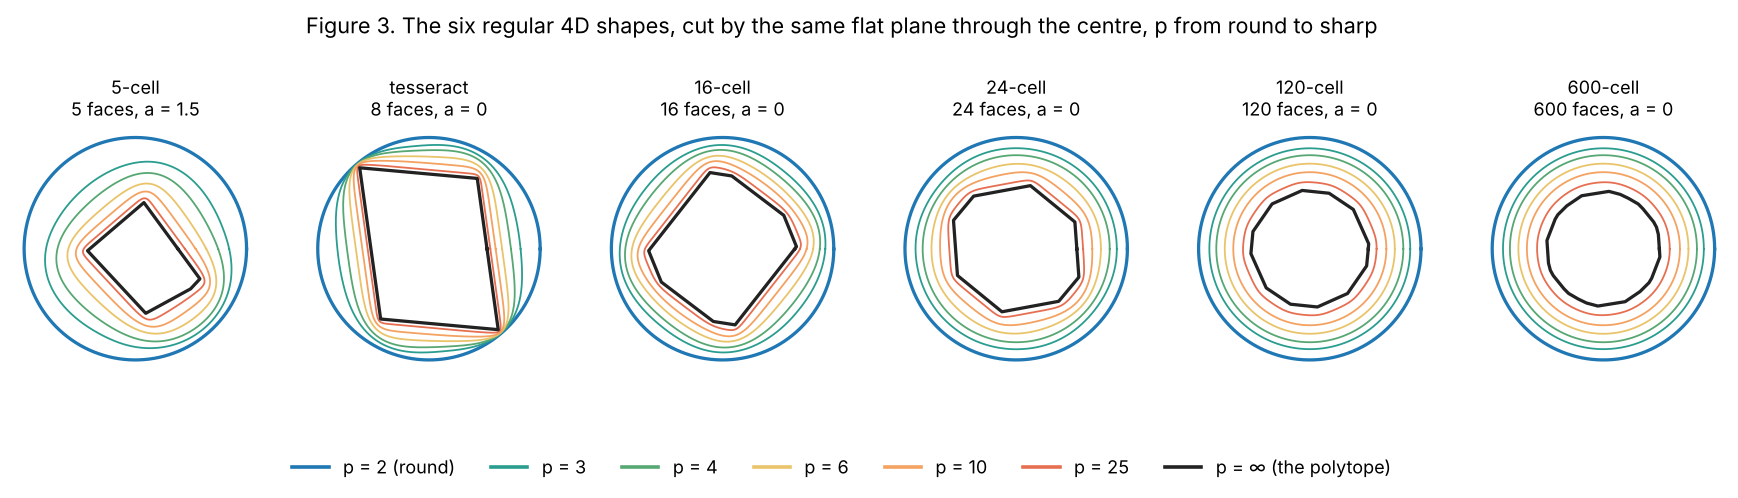 Figure 3. The six regular 4D shapes, cut by the same flat plane through the centre, p from round to sharp
5-cell
5 faces, a = 1.5
tesseract
8 faces, a = 0
16-cell
16 faces, a = 0
24-cell
24 faces, a = 0
120-cell
120 faces, a = 0
600-cell
600 faces, a = 0
p = 2 (round)
p = 3
p = 4
p = 6
p = 10
p = 25
p = ∞ (the polytope)